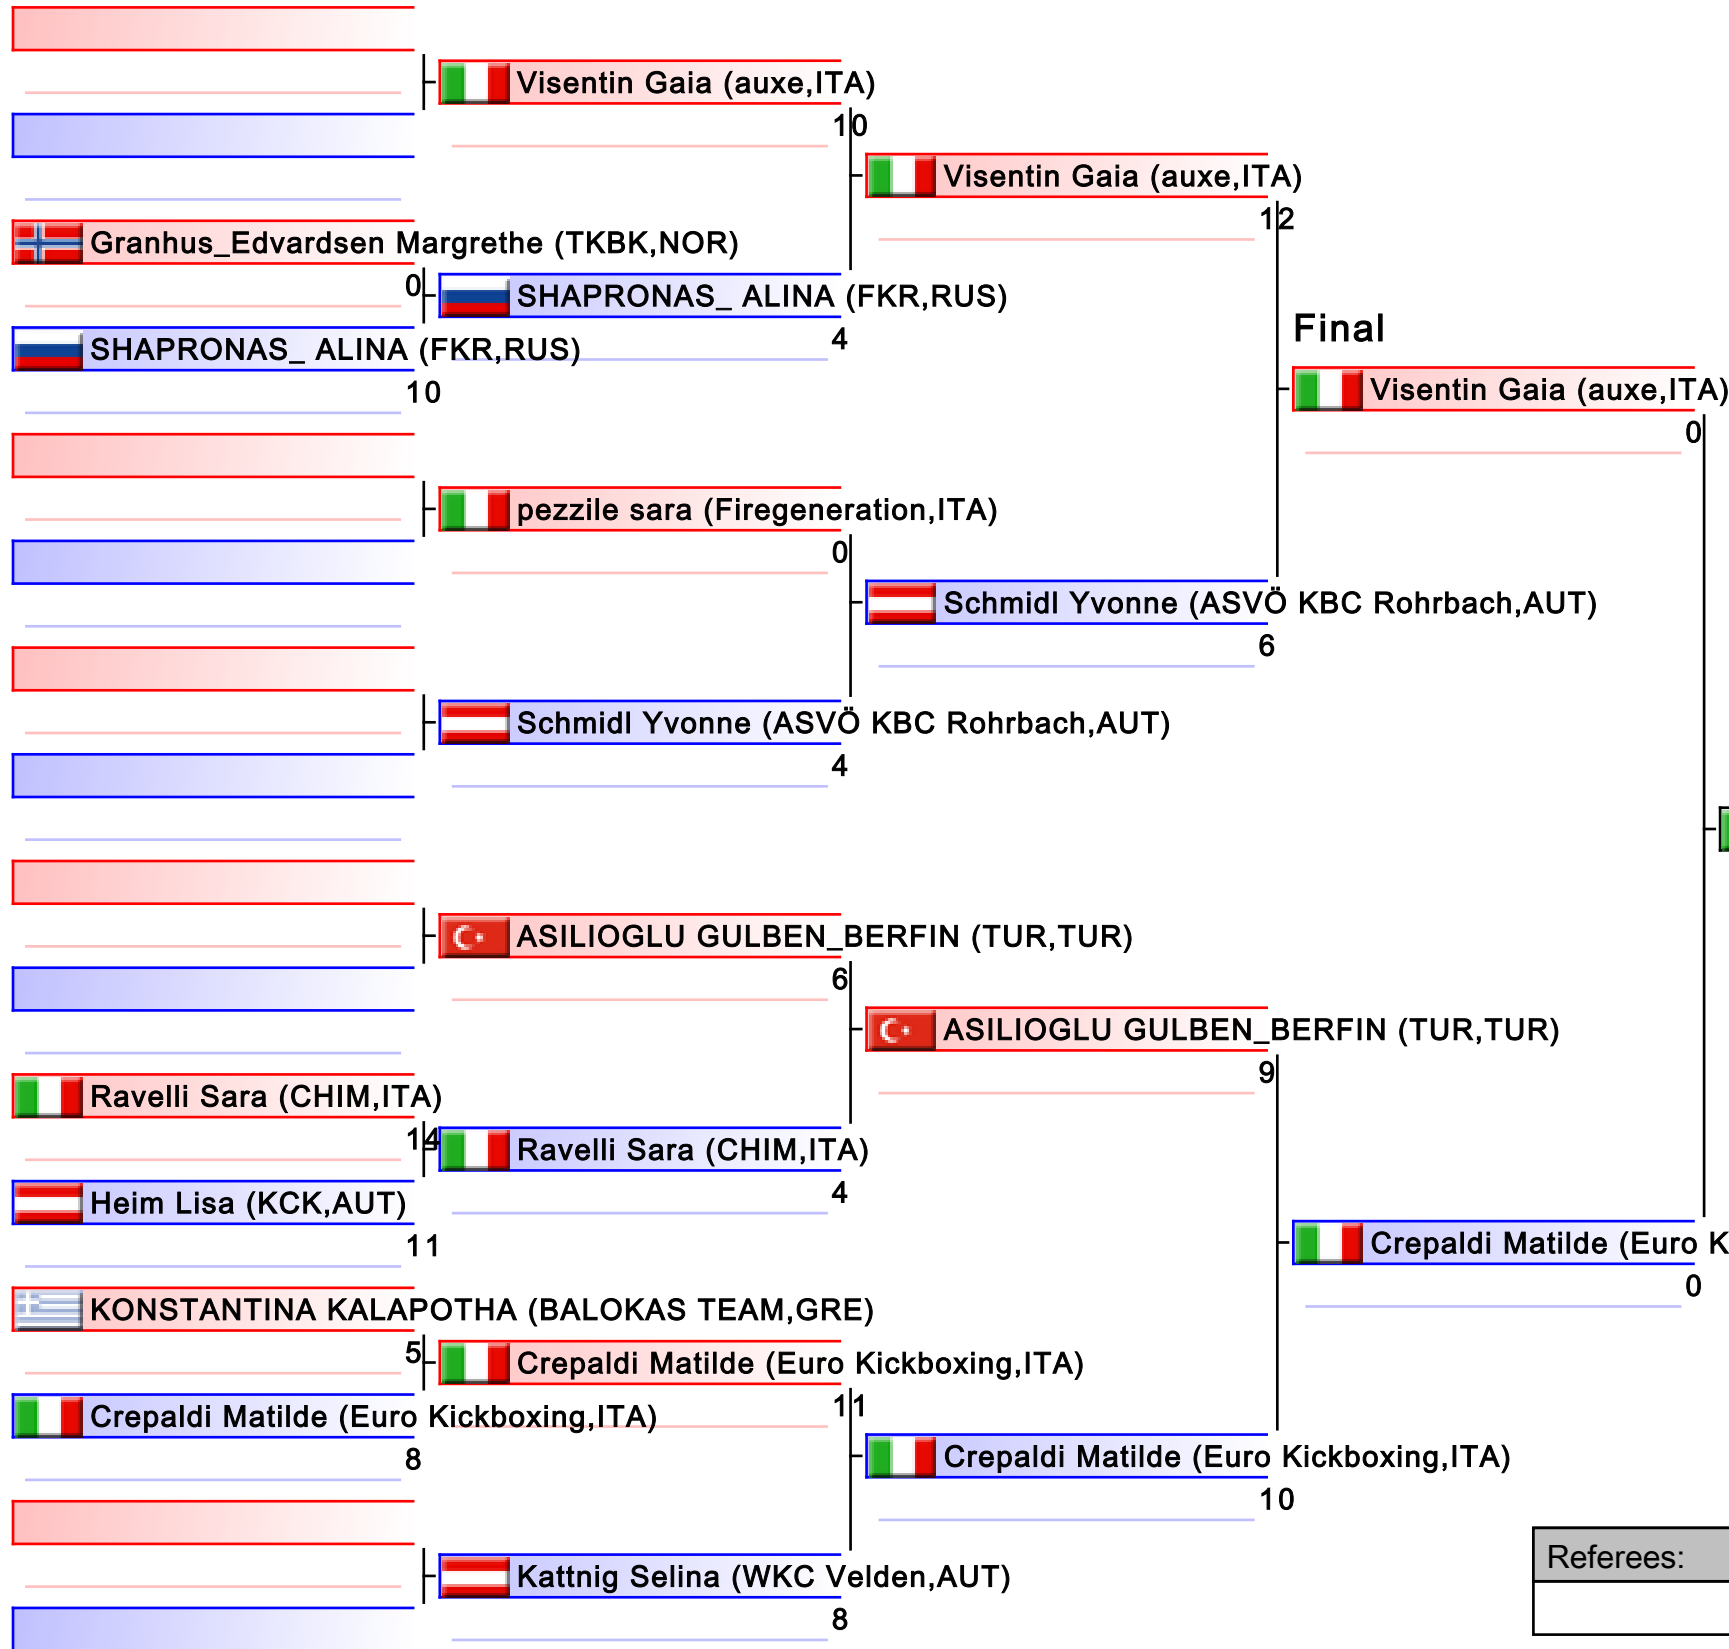 Visentin Gaia (auxe,ITA)
10
Visentin Gaia (auxe,ITA)
12
Granhus_Edvardsen Margrethe (TKBK,NOR)
0
SHAPRONAS_ ALINA (FKR,RUS)
4
SHAPRONAS_ ALINA (FKR,RUS)
10
Final
Visentin Gaia (auxe,ITA)
0
pezzile sara (Firegeneration,ITA)
0
Schmidl Yvonne (ASVÖ KBC Rohrbach,AUT)
6
Schmidl Yvonne (ASVÖ KBC Rohrbach,AUT)
4
ASILIOGLU GULBEN_BERFIN (TUR,TUR)
6
ASILIOGLU GULBEN_BERFIN (TUR,TUR)
9
Ravelli Sara (CHIM,ITA)
14
Ravelli Sara (CHIM,ITA)
4
Heim Lisa (KCK,AUT)
11
Crepaldi Matilde (Euro K
0
KONSTANTINA KALAPOTHA (BALOKAS TEAM,GRE)
5
Crepaldi Matilde (Euro Kickboxing,ITA)
11
Crepaldi Matilde (Euro Kickboxing,ITA)
8
Crepaldi Matilde (Euro Kickboxing,ITA)
10
Kattnig Selina (WKC Velden,AUT)
8
Referees: